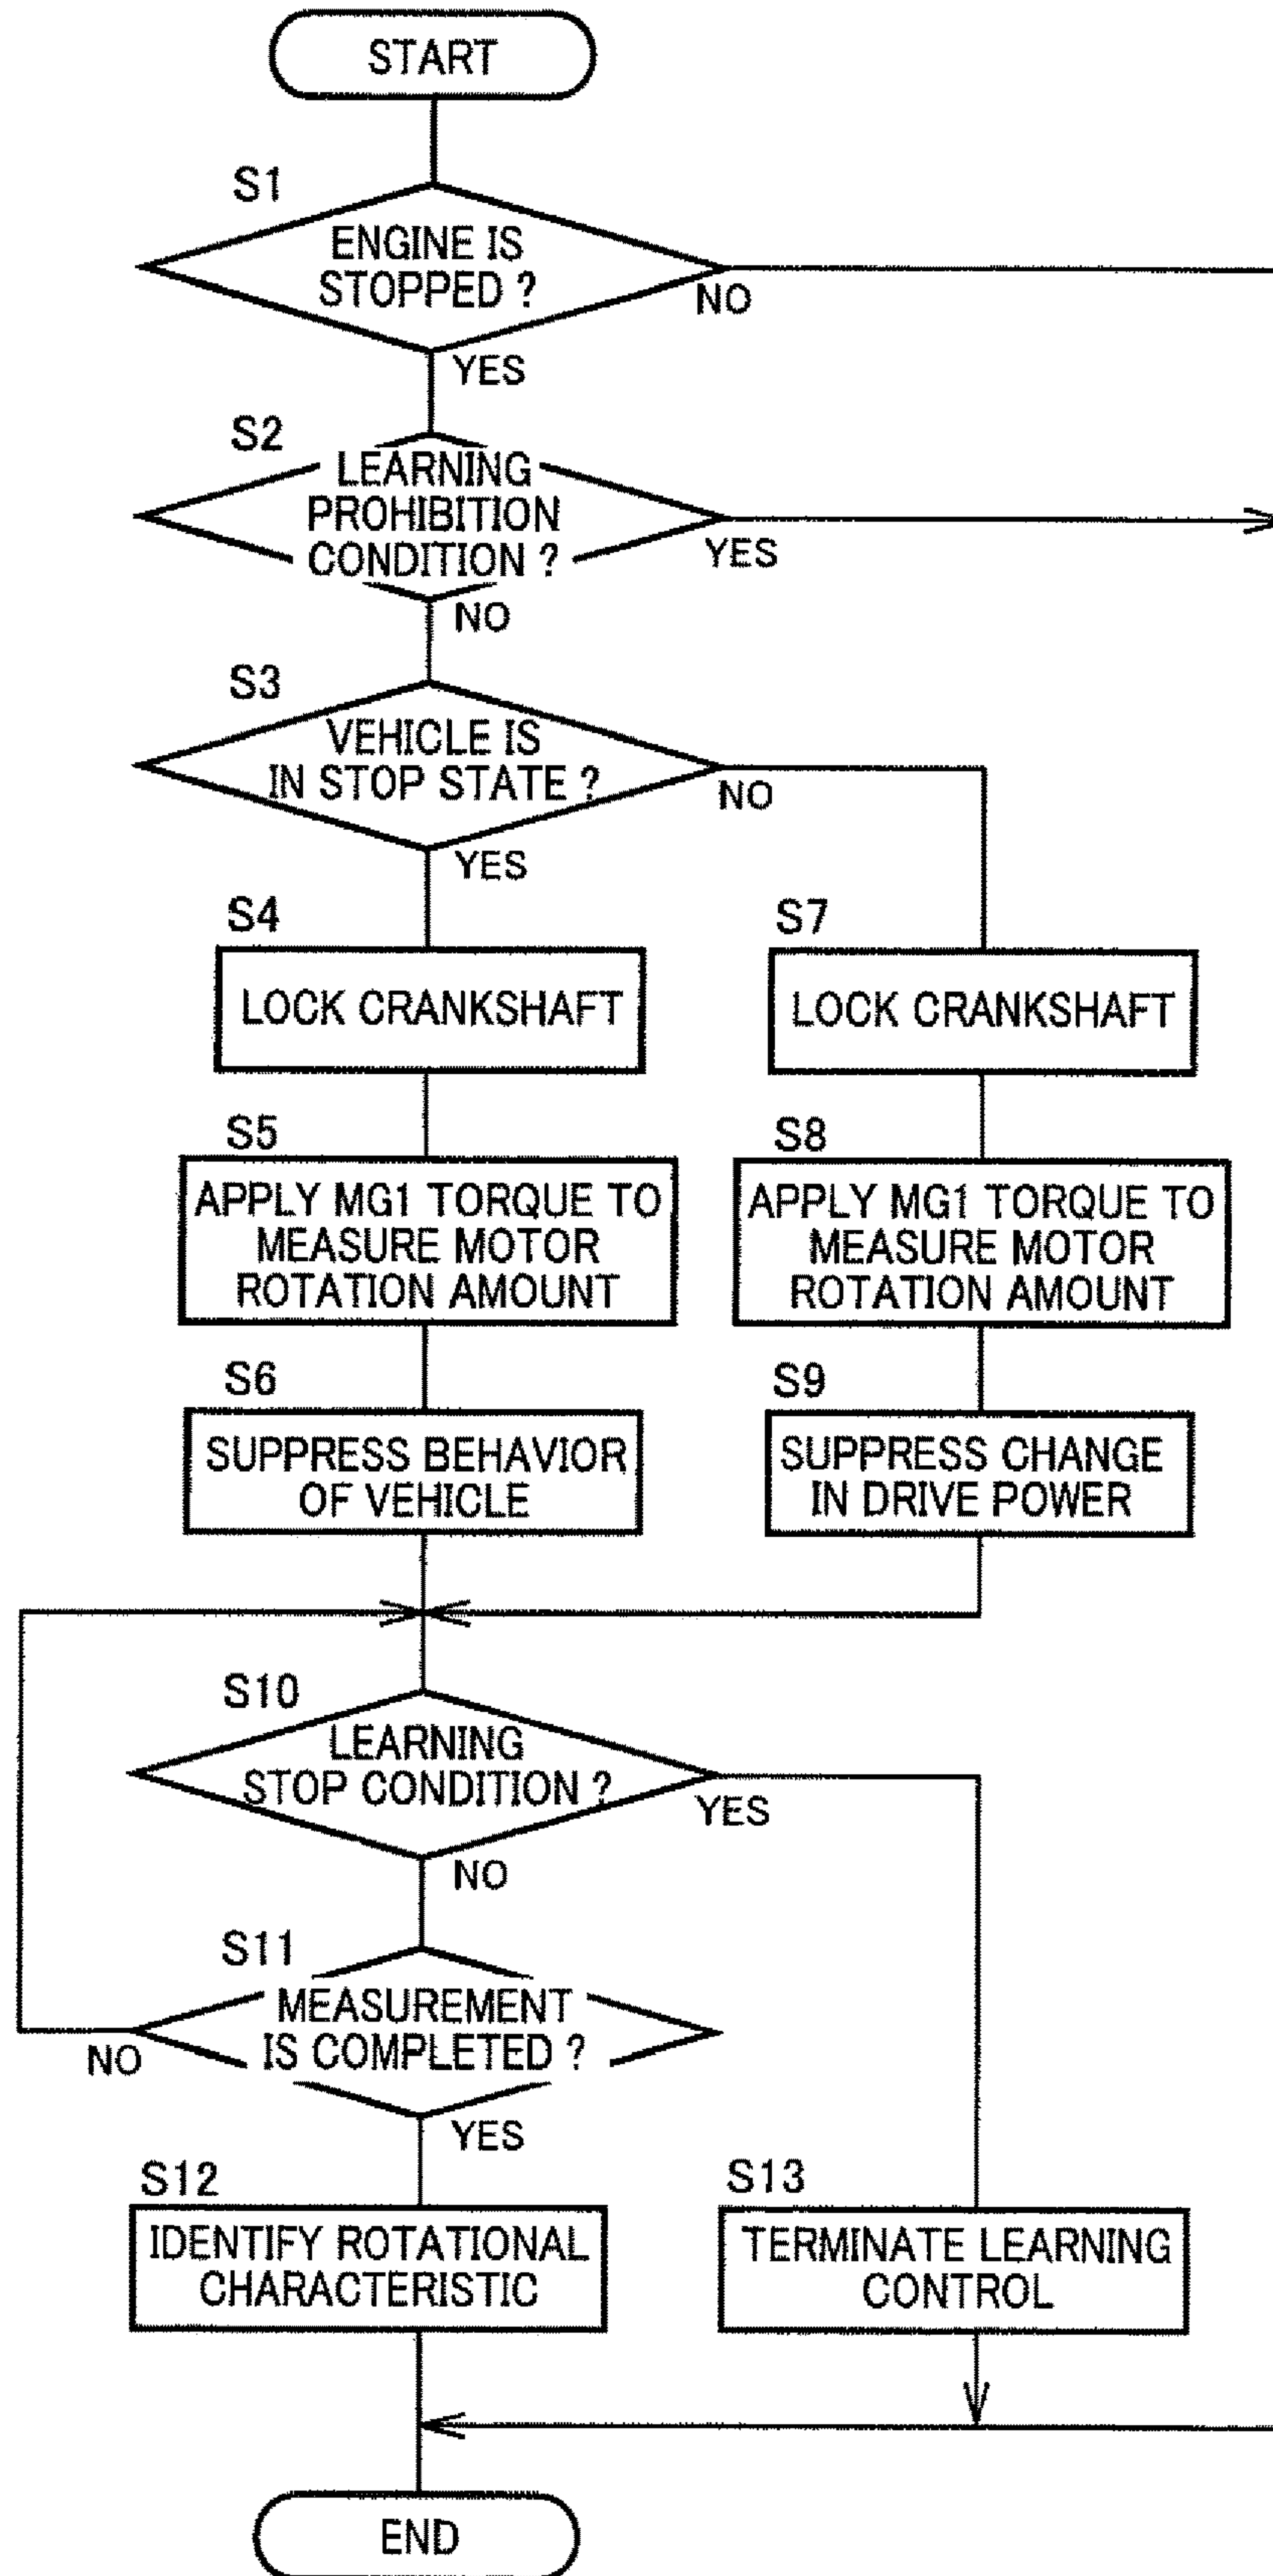 START
S1
ENGINE IS
STOPPED ?
NO
YES
S2
LEARNING
PROHIBITION
CONDITION ?
YES
NO
S3
VEHICLE IS
IN STOP STATE ?
NO
YES
S4
LOCK CRANKSHAFT
S7
LOCK CRANKSHAFT
S5
APPLY MG1 TORQUE TO
MEASURE MOTOR
ROTATION AMOUNT
S8
APPLY MG1 TORQUE TO
MEASURE MOTOR
ROTATION AMOUNT
S6
SUPPRESS BEHAVIOR
OF VEHICLE
S9
SUPPRESS CHANGE
IN DRIVE POWER
S10
LEARNING
STOP CONDITION ?
YES
NO
S11
MEASUREMENT
IS COMPLETED ?
NO
YES
S12
IDENTIFY ROTATIONAL
CHARACTERISTIC
S13
TERMINATE LEARNING
CONTROL
END